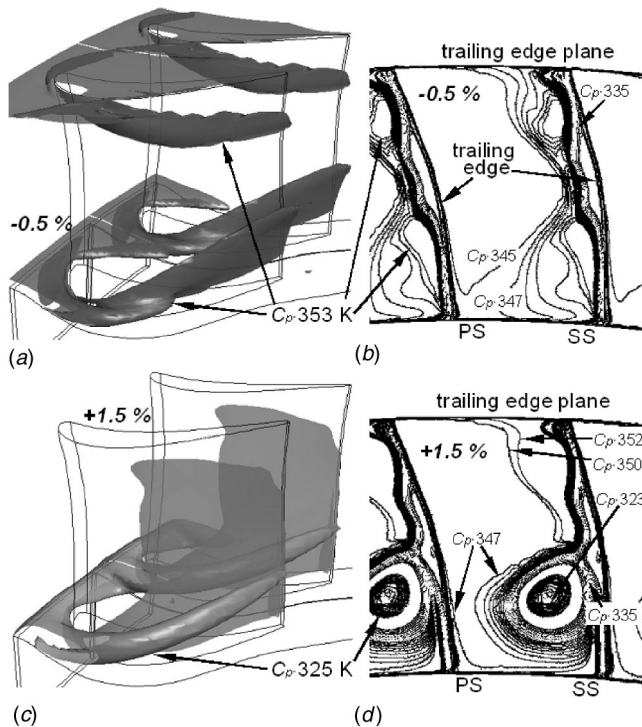 trailing edge plane
-0.5 %
Cp·335
trailing
edge
-0.5 %
Cp·345
Cp·347
Cp·353 K
PS
SS
(a)
(b)
trailing edge plane
+1.5 %
Cp·352
+1.5 %
Cp·350
Cp·323
Cp·347
Cp·335
Cp·325 K
PS
SS
(c)
(d)